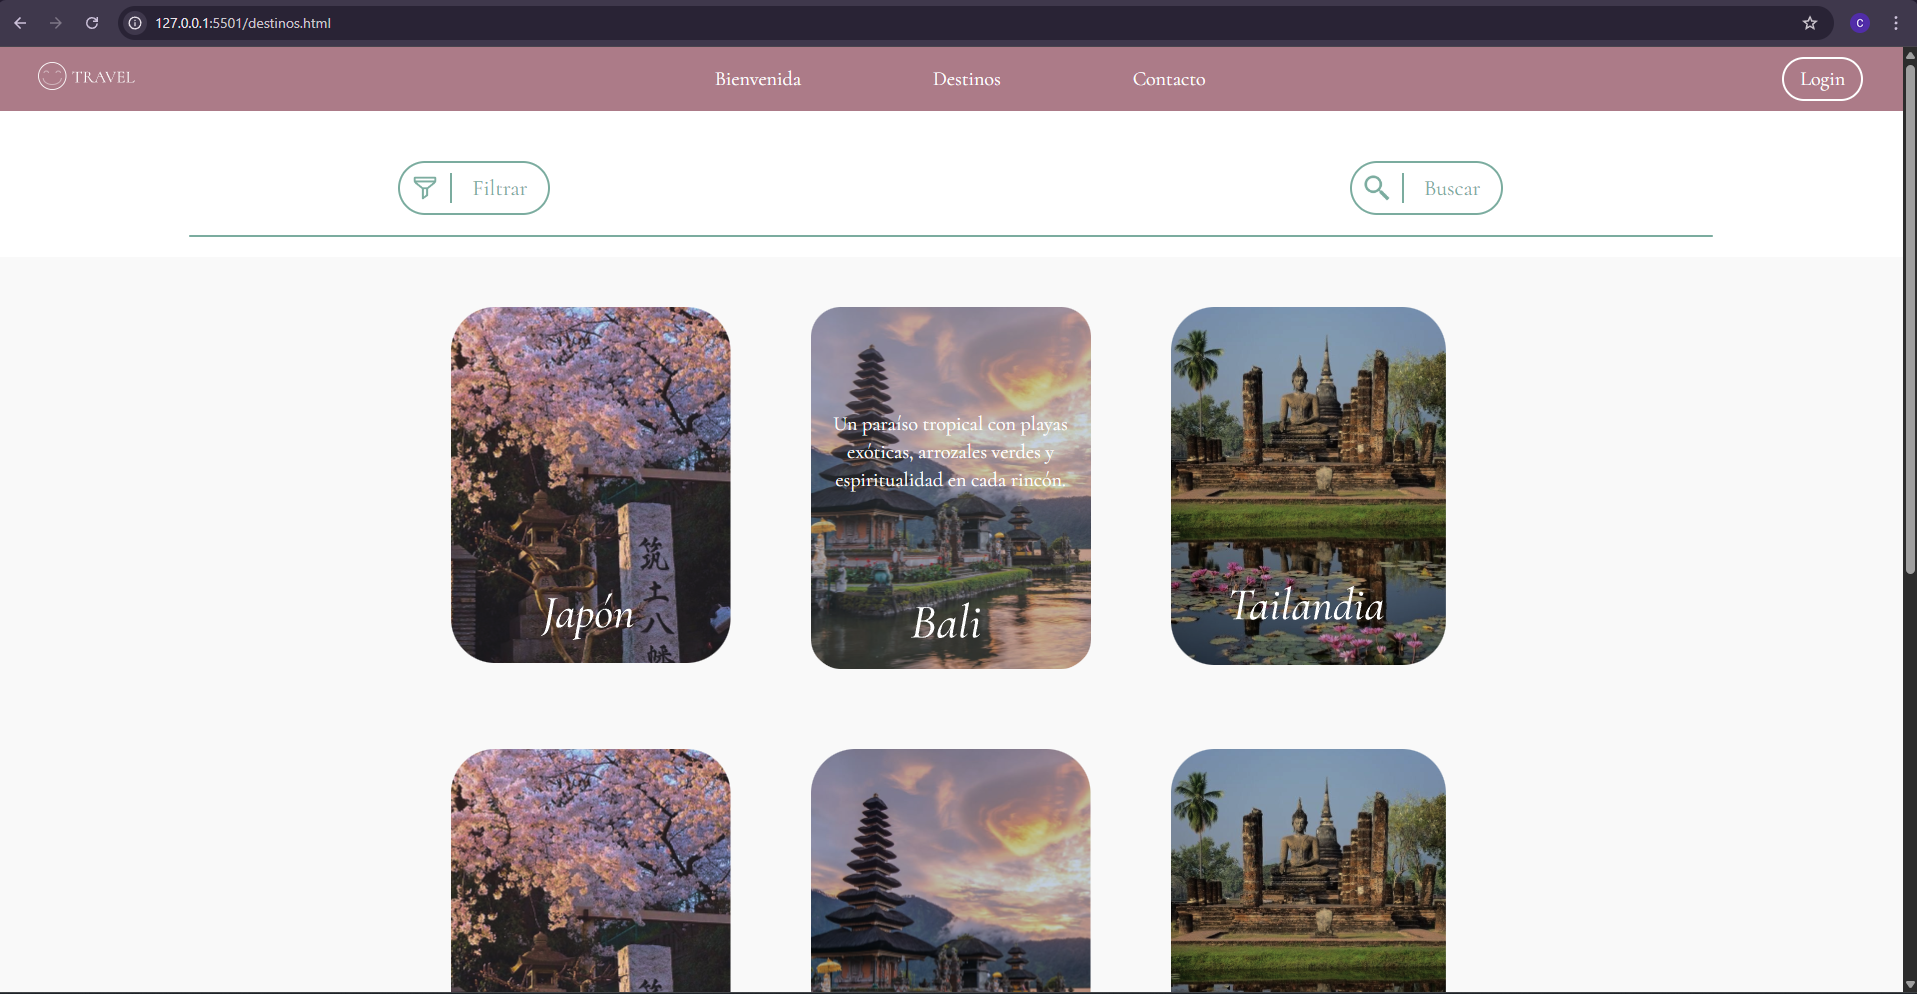 127.0.0.1:5501/destinos.html
C
TRAVEL
Bienvenida
Destinos
Contacto
Login
Filtrar
Buscar
Un paraíso tropical con playas
exóticas, arrozales verdes y
espiritualidad en cada rincón.
筑土八幡
Japón
Bali
Tailandia